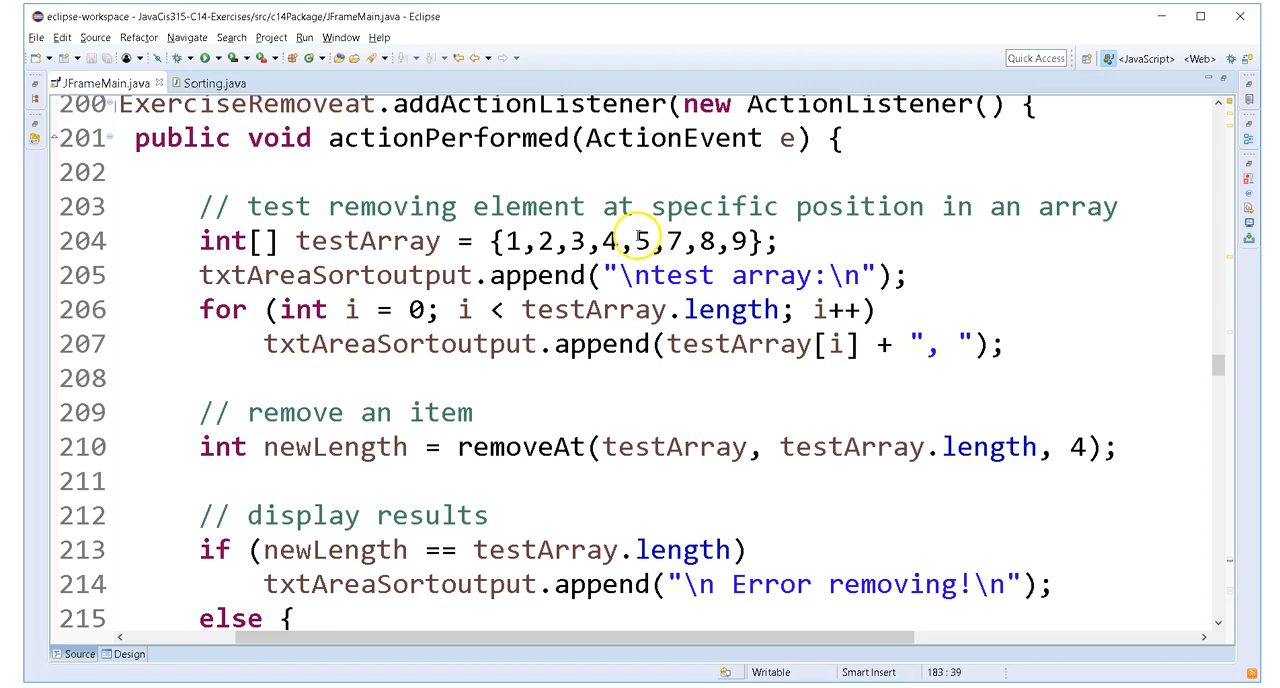 eclipse-workspace - JavaCis315-C14-Exercises/src/c14Package/JFrameMain.java - Eclipse
File Edit Source Refactor Navigate Search Project Run Window Help
Quick Access <JavaScript> <Web>
JFrameMain.java Sorting.java
200 ExerciseRemoveat.addActionListener(new ActionListener() {
201 public void actionPerformed(ActionEvent e) {
202
203 // test removing element at specific position in an array
204 int[] testArray = {1,2,3,4,5,7,8,9};
205 txtAreaSortoutput.append("\ntest array:\n");
206 for (int i = 0; i < testArray.length; i++)
207 txtAreaSortoutput.append(testArray[i] + ", ");
208
209 // remove an item
210 int newLength = removeAt(testArray, testArray.length, 4);
211
212 // display results
213 if (newLength == testArray.length)
214 txtAreaSortoutput.append("\n Error removing!\n");
215 else {
Source Design
Writable Smart Insert 183 : 39